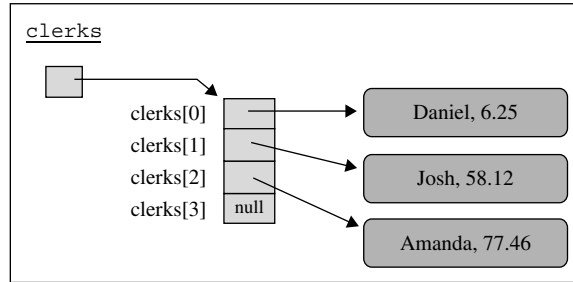 clerks
clerks[0]
Daniel, 6.25
clerks[1]
Josh, 58.12
clerks[2]
clerks[3]
null
Amanda, 77.46